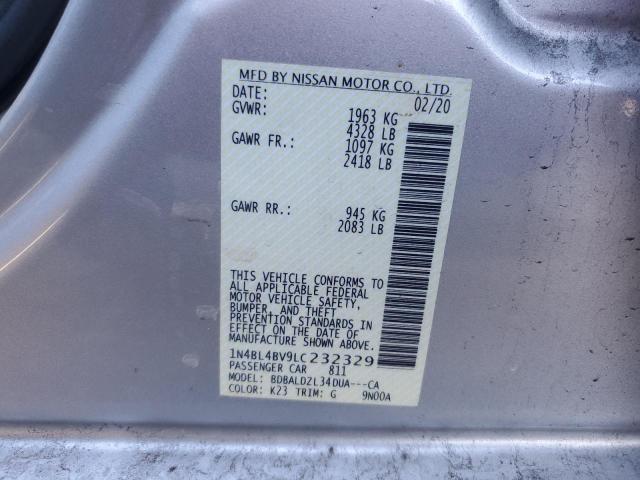 MFD BY NISSAN MOTOR CO., LTD.
DATE: 02/20
GVWR: 1963 KG
4328 LB
GAWR FR.: 1097 KG
2418 LB
GAWR RR.: 945 KG
2083 LB
THIS VEHICLE CONFORMS TO
ALL APPLICABLE FEDERAL
MOTOR VEHICLE SAFETY,
BUMPER, AND THEFT
PREVENTION STANDARDS IN
EFFECT ON THE DATE OF
MANUFACTURE SHOWN ABOVE.
1N4BL4BV9LC232329
PASSENGER CAR 811
MODEL: BDBALDZL34DUA---CA
COLOR: K23 TRIM: G 9N00A